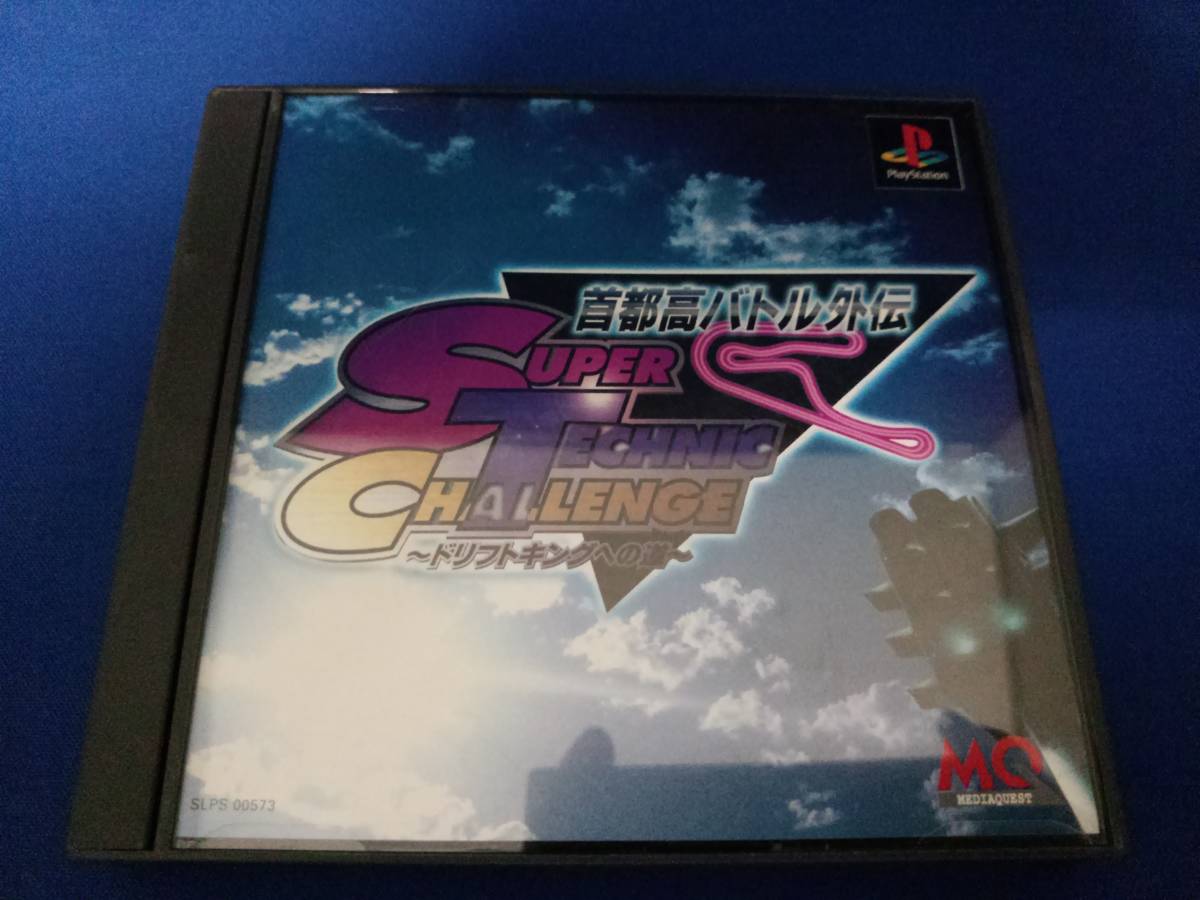 PlayStation
首都高バトル外伝
SUPER
TECHNIC
CHALLENGE
~ドリフトキングへの道~
MQ
MEDIAQUEST
SLPS 00573